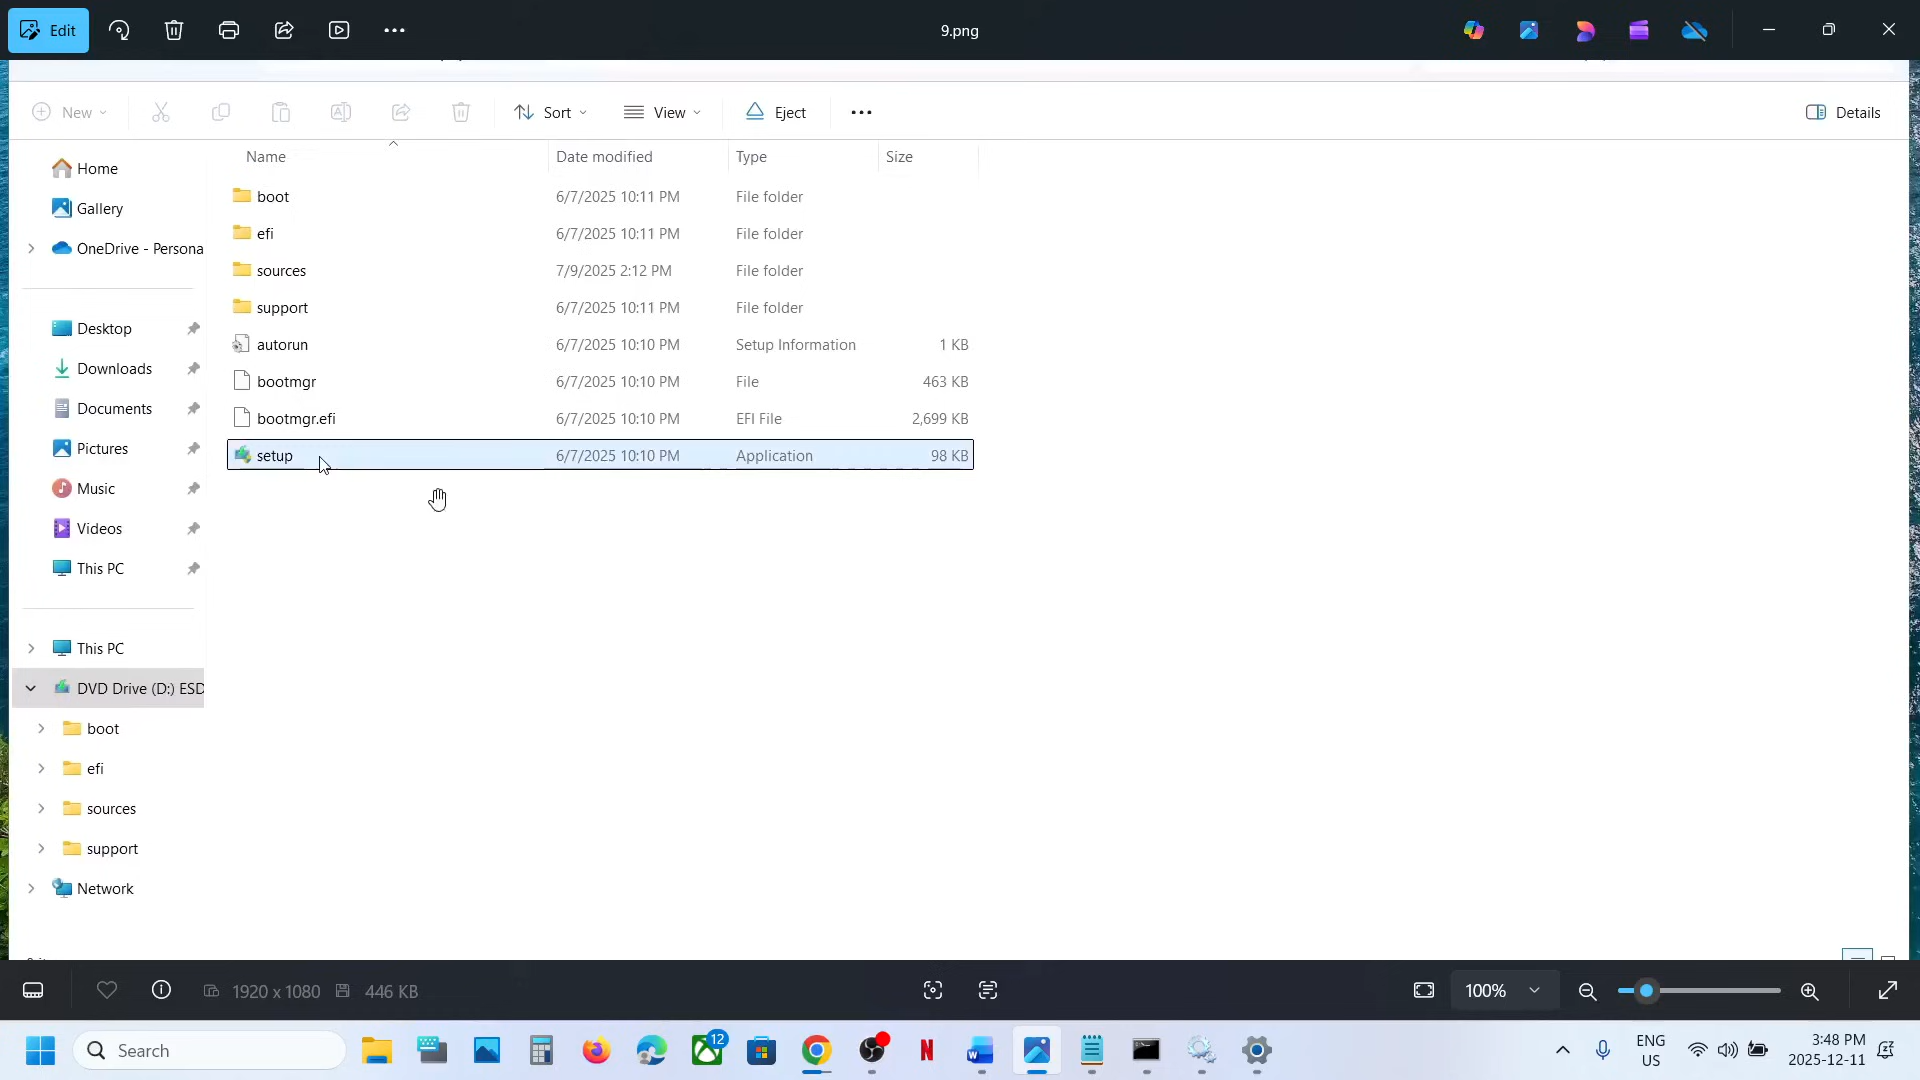 Edit
9.png
New
Sort
View
Eject
Details
Name Date modified Type Size
Home
Gallery
OneDrive - Persona
Desktop
Downloads
Documents
Pictures
Music
Videos
This PC
This PC
DVD Drive (D:) ESD
boot
efi
sources
support
Network
boot 6/7/2025 10:11 PM File folder
efi 6/7/2025 10:11 PM File folder
sources 7/9/2025 2:12 PM File folder
support 6/7/2025 10:11 PM File folder
autorun 6/7/2025 10:10 PM Setup Information 1 KB
bootmgr 6/7/2025 10:10 PM File 463 KB
bootmgr.efi 6/7/2025 10:10 PM EFI File 2,699 KB
setup 6/7/2025 10:10 PM Application 98 KB
1920 x 1080 446 KB
100%
Search
12
N
W
ENG
US
3:48 PM
2025-12-11